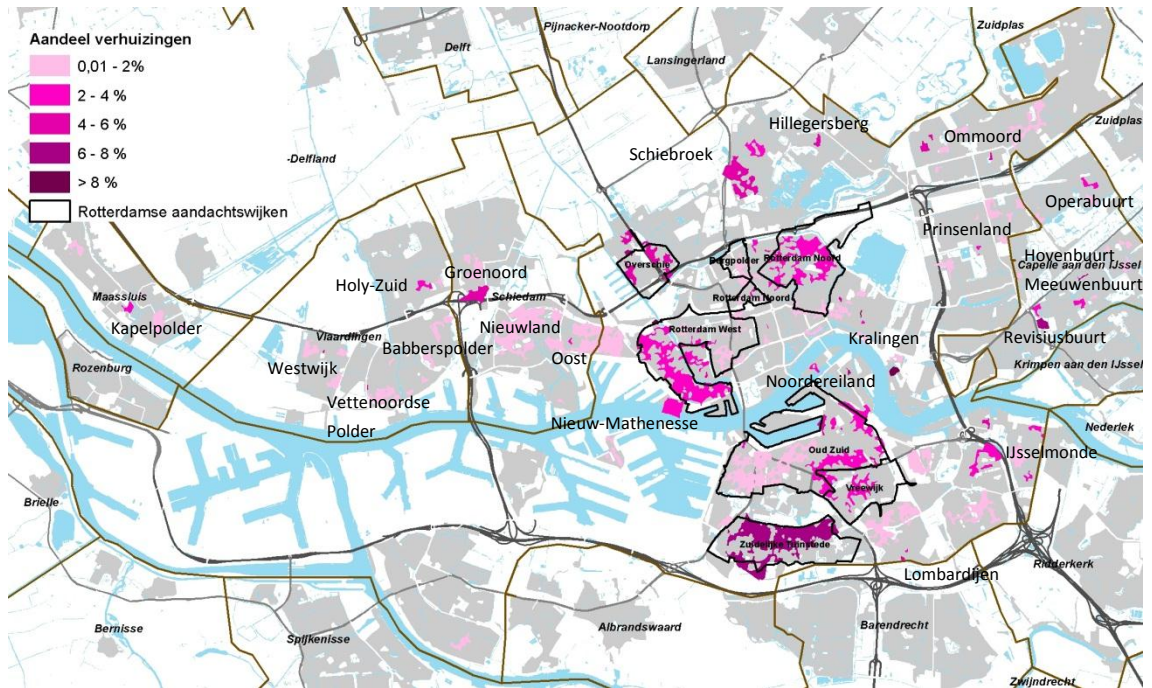 Aandeel verhuizingen
0,01 - 2%
2 - 4 %
4 - 6 %
6 - 8 %
> 8 %
Rotterdamse aandachtswijken
Pijnacker-Nootdorp
Zuidplas
Delft
Lansingerland
Hillegersberg
Ommoord
Zuidplas
Schiebroek
-Delfland
Operabuurt
Prinsenland
Overschie
Bergpolder
Rotterdam Noord
Hovenbuurt
Capelle aan den IJssel
Groenoord
Holy-Zuid
Meeuwenbuurt
Maassluis
Schiedam
Rotterdam Noord
Kapelpolder
Nieuwland
Rotterdam West
Vlaardingen
Babberspolder
Kralingen
Revisiusbuurt
Oost
Rozenburg
Westwijk
Krimpen aan den IJssel
Noordereiland
Vettenoordse
Polder
Nieuw-Mathenesse
Nederlek
Oud Zuid
IJsselmonde
Brielle
Vreewijk
Zuidelijke Tuinstede
Lombardijen
Ridderkerk
Bernisse
Spijkenisse
Albrandswaard
Barendrecht
Zwijndrecht